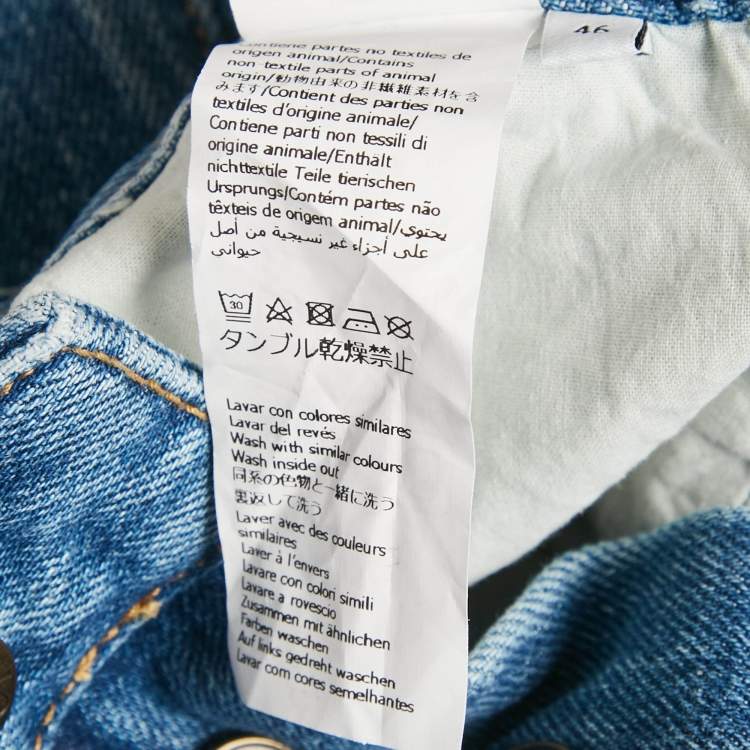 46
Contiene partes no textiles de
origen animal/Contains
non-textile parts of animal
origin/動物由来の非繊維素材を含
みます/Contient des parties non
textiles d'origine animale/
Contiene parti non tessili di
origine animale/Enthält
nichttextile Teile tierischen
Ursprungs/Contém partes não
têxteis de origem animal/يحتوي
على أجزاء غير نسيجية من أصل
حيواني
30
タンブル乾燥禁止
Lavar con colores similares
Lavar del revés
Wash with similar colours
Wash inside out
同系の色物と一緒に洗う
裏返して洗う
Laver avec des couleurs
similaires
Laver à l'envers
Lavare con colori simili
Lavare a rovescio
Zusammen mit ähnlichen
Farben waschen
Auf links gedreht waschen
Lavar com cores semelhantes